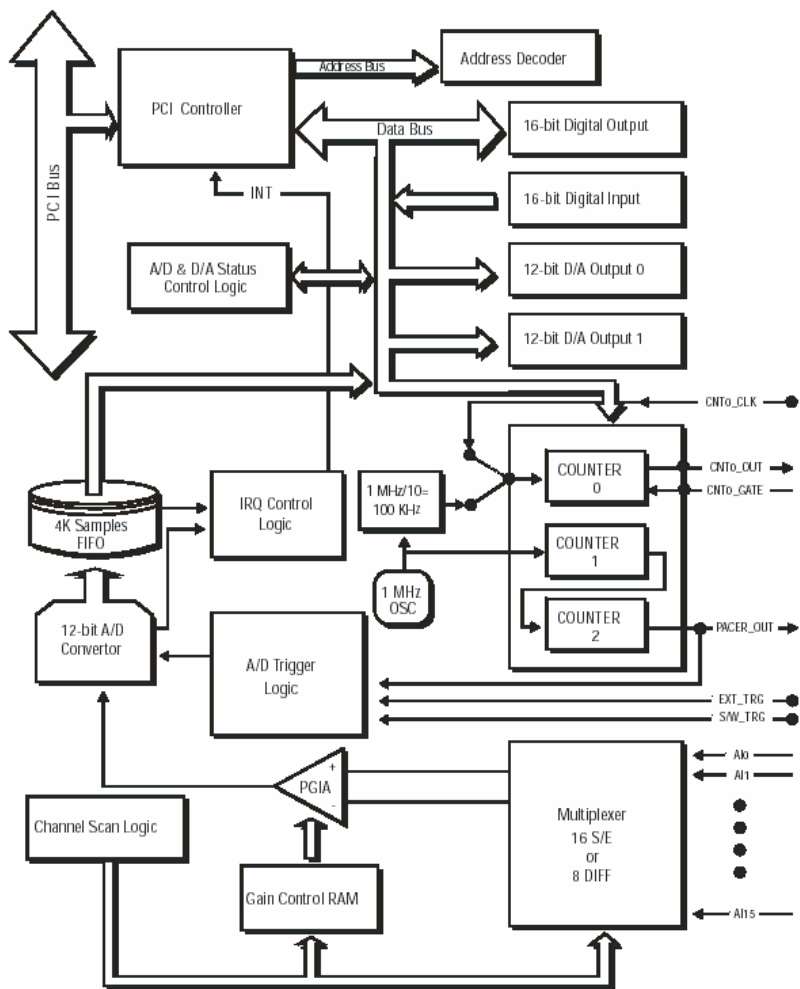 Address Bus
Address Decoder
PCI Controller
Data Bus
16-bit Digital Output
PCI Bus
INT
16-bit Digital Input
A/D & D/A Status
Control Logic
12-bit D/A Output 0
12-bit D/A Output 1
CNTo_CLK
4K Samples
FIFO
IRQ Control
Logic
1 MHz/10=
100 KHz
COUNTER
0
CNTo_OUT
CNTo_GATE
COUNTER
1
1 MHz
OSC
COUNTER
2
PACER_OUT
12-bit A/D
Convertor
A/D Trigger
Logic
EXT_TRG
S/W_TRG
PGIA
+
-
Multiplexer
16 S/E
or
8 DIFF
AI0
AI1
AI15
Channel Scan Logic
Gain Control RAM